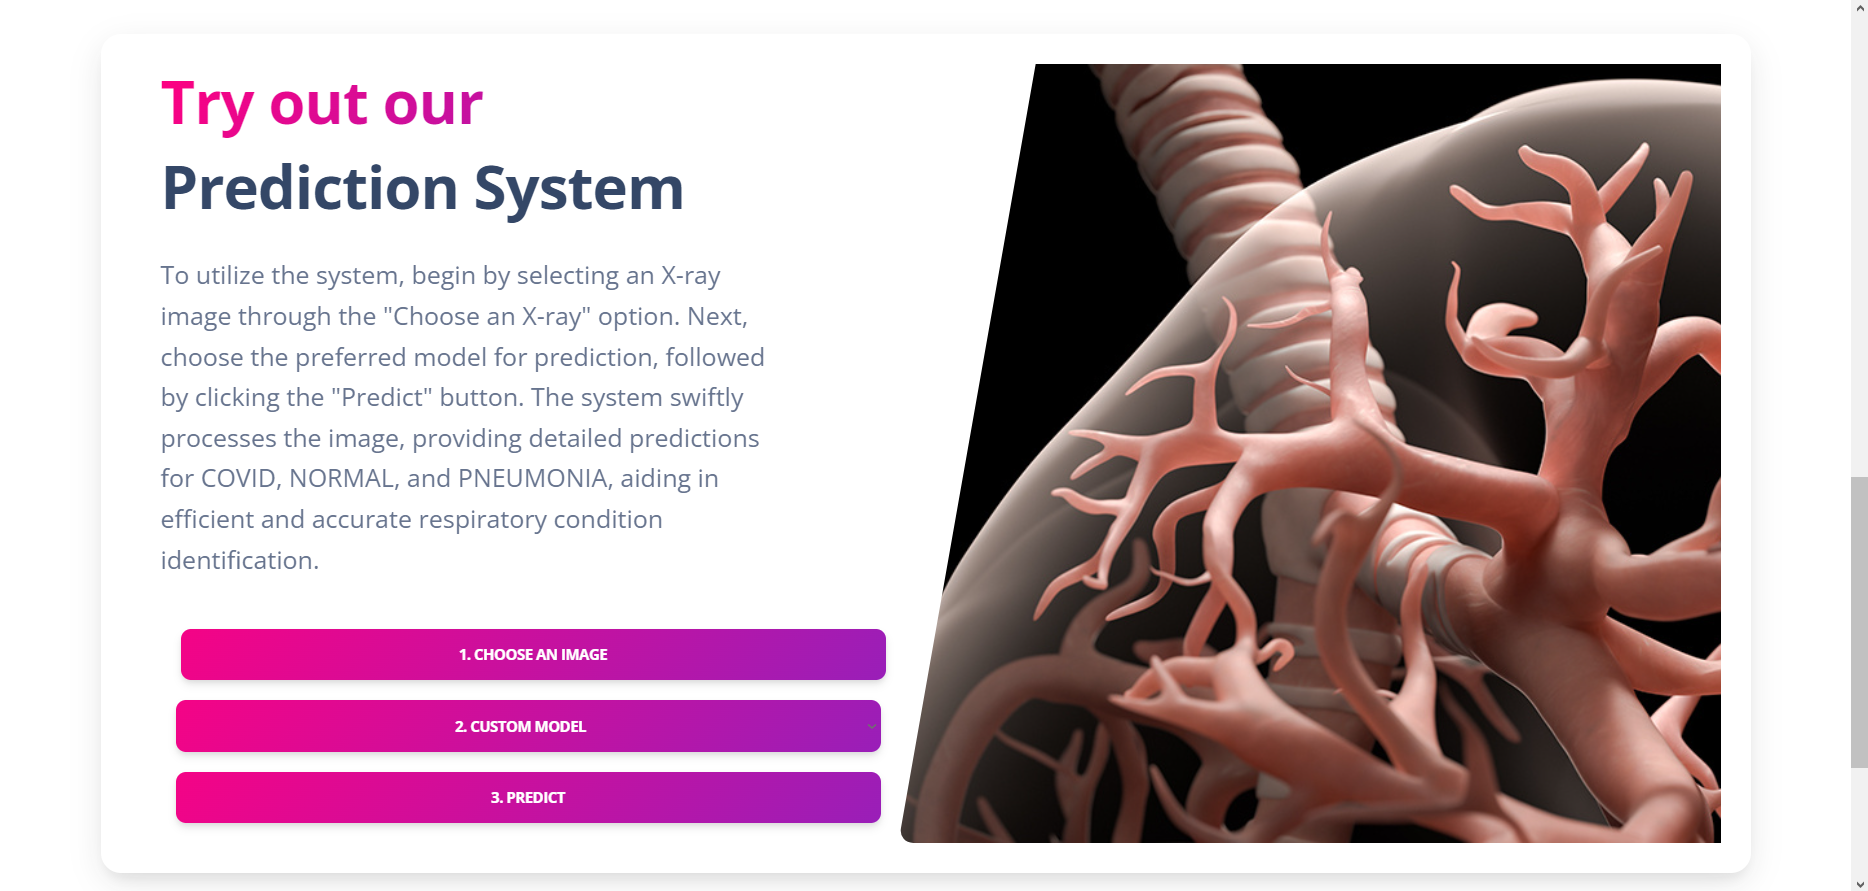 Try out our
Prediction System
To utilize the system, begin by selecting an X-ray
image through the "Choose an X-ray" option. Next,
choose the preferred model for prediction, followed
by clicking the "Predict" button. The system swiftly
processes the image, providing detailed predictions
for COVID, NORMAL, and PNEUMONIA, aiding in
efficient and accurate respiratory condition
identification.
1. CHOOSE AN IMAGE
2. CUSTOM MODEL
3. PREDICT